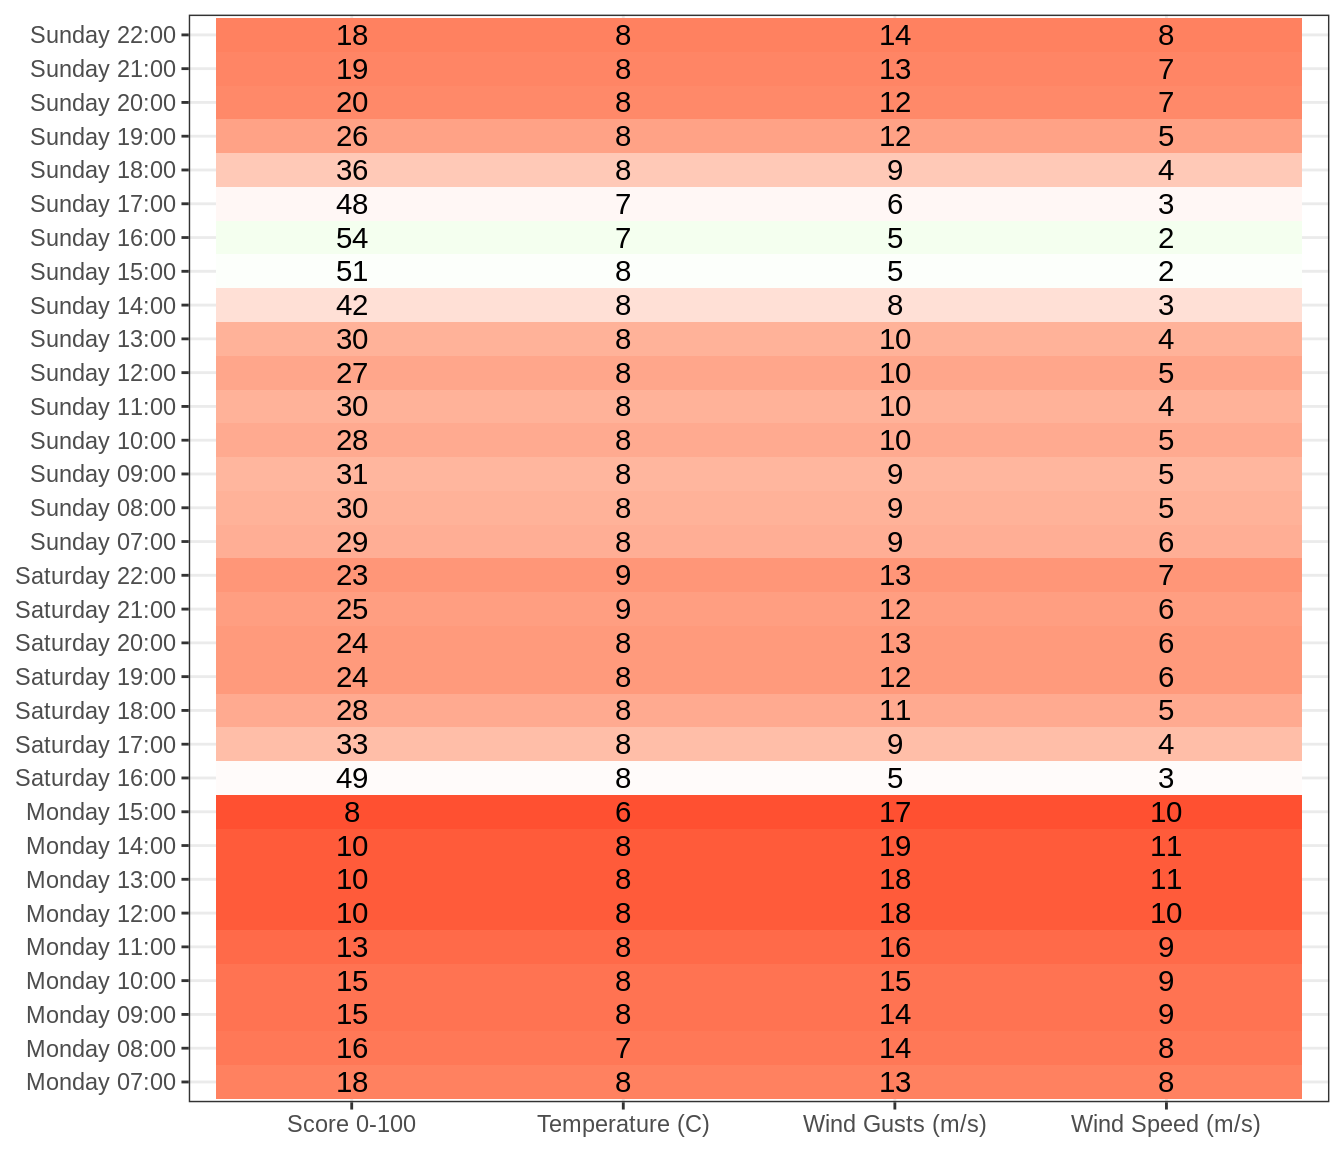 Sunday 22:00 18 8 14 8
Sunday 21:00 19 8 13 7
Sunday 20:00 20 8 12 7
Sunday 19:00 26 8 12 5
Sunday 18:00 36 8 9 4
Sunday 17:00 48 7 6 3
Sunday 16:00 54 7 5 2
Sunday 15:00 51 8 5 2
Sunday 14:00 42 8 8 3
Sunday 13:00 30 8 10 4
Sunday 12:00 27 8 10 5
Sunday 11:00 30 8 10 4
Sunday 10:00 28 8 10 5
Sunday 09:00 31 8 9 5
Sunday 08:00 30 8 9 5
Sunday 07:00 29 8 9 6
Saturday 22:00 23 9 13 7
Saturday 21:00 25 9 12 6
Saturday 20:00 24 8 13 6
Saturday 19:00 24 8 12 6
Saturday 18:00 28 8 11 5
Saturday 17:00 33 8 9 4
Saturday 16:00 49 8 5 3
Monday 15:00 8 6 17 10
Monday 14:00 10 8 19 11
Monday 13:00 10 8 18 11
Monday 12:00 10 8 18 10
Monday 11:00 13 8 16 9
Monday 10:00 15 8 15 9
Monday 09:00 15 8 14 9
Monday 08:00 16 7 14 8
Monday 07:00 18 8 13 8
Score 0-100 Temperature (C) Wind Gusts (m/s) Wind Speed (m/s)